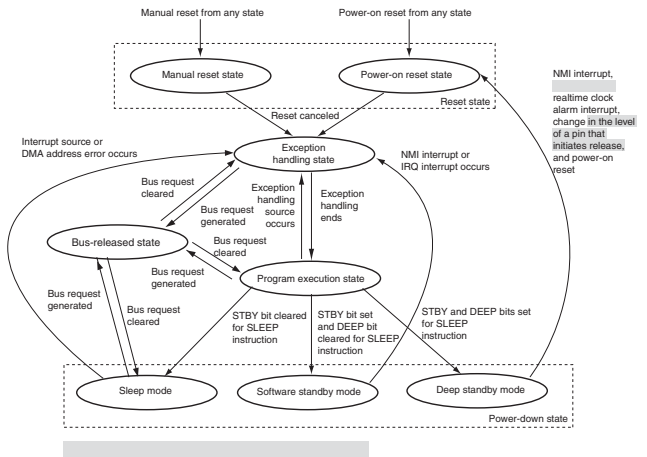 Manual reset from any state
Power-on reset from any state
Manual reset state
Power-on reset state
Reset state
Reset canceled
NMI interrupt,
realtime clock
alarm interrupt,
change in the level
of a pin that
initiates release,
and power-on
reset
Interrupt source or
DMA address error occurs
Exception
handling state
NMI interrupt or
IRQ interrupt occurs
Bus request
cleared
Bus request
generated
Exception
handling
source
occurs
Exception
handling
ends
Bus-released state
Bus request
cleared
Bus request
generated
Program execution state
Bus request
generated
Bus request
cleared
STBY bit cleared
for SLEEP
instruction
STBY bit set
and DEEP bit
cleared for SLEEP
instruction
STBY and DEEP bits set
for SLEEP
instruction
Sleep mode
Software standby mode
Deep standby mode
Power-down state